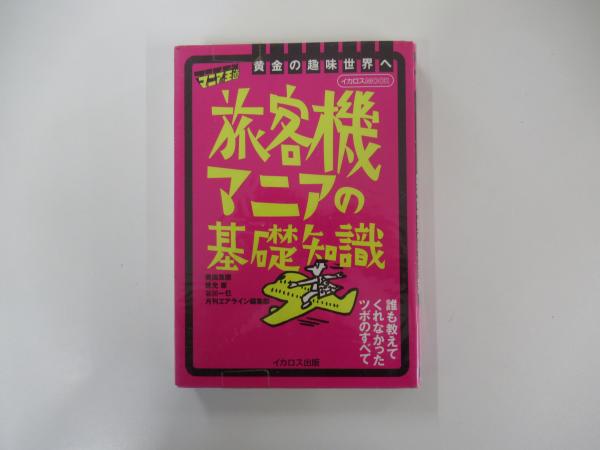 黄金の趣味世界へ
マニア王道
イカロスMOOK
旅客機
マニアの
基礎知識
月刊エアライン編集部
誰も教えて
くれなかった
ツボのすべて
イカロス出版